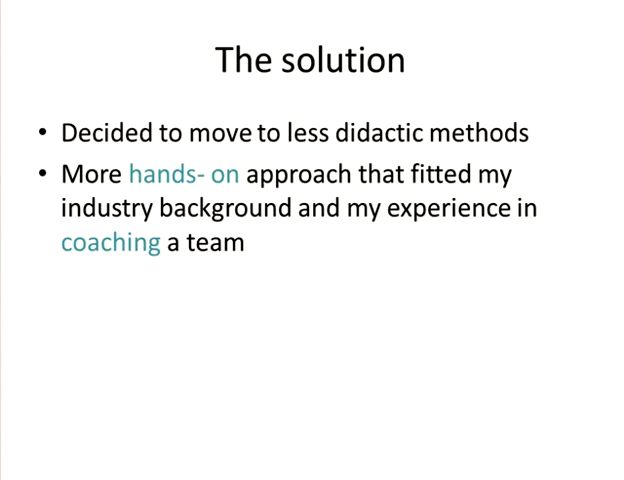 The solution
• Decided to move to less didactic methods
• More hands- on approach that fitted my
industry background and my experience in
coaching a team